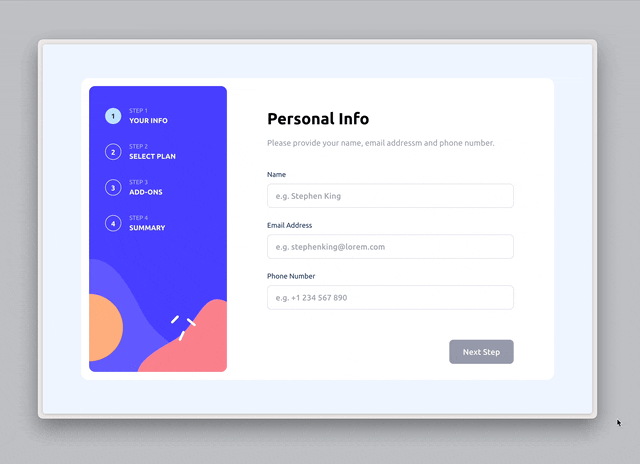 1
STEP 1
YOUR INFO
2
STEP 2
SELECT PLAN
3
STEP 3
ADD-ONS
4
STEP 4
SUMMARY
Personal Info
Please provide your name, email addressm and phone number.
Name
e.g. Stephen King
Email Address
e.g. stephenking@lorem.com
Phone Number
e.g. +1 234 567 890
Next Step